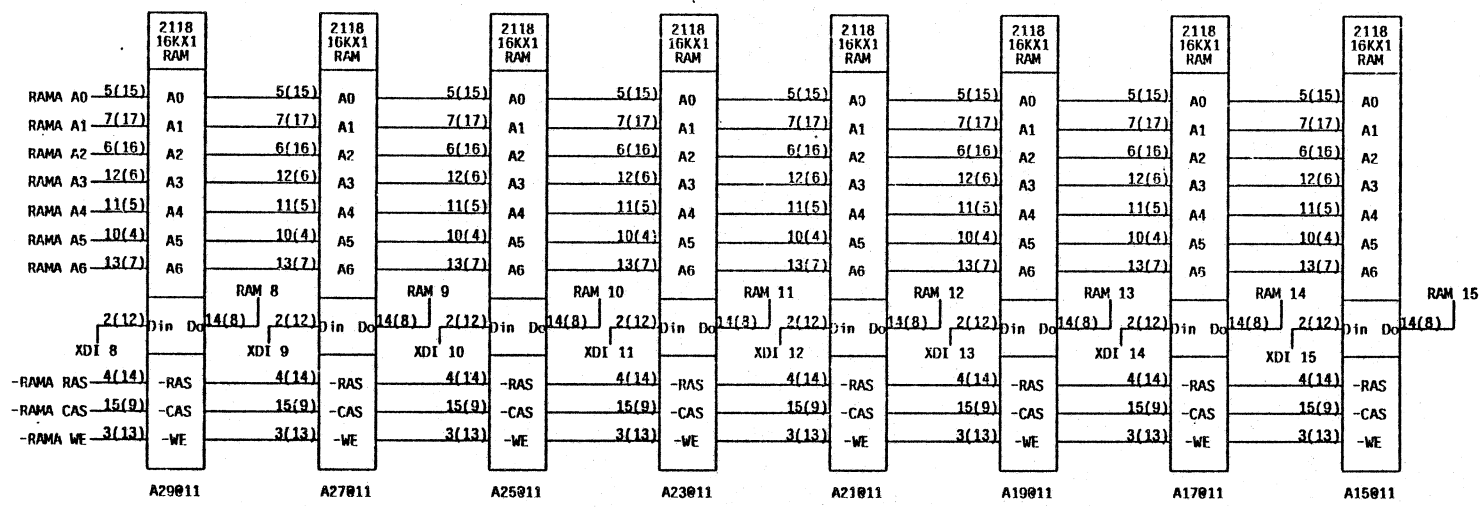 2118 2118 2118 2118 2118 2118 2118 2118
16KX1 16KX1 16KX1 16KX1 16KX1 16KX1 16KX1 16KX1
RAM RAM RAM RAM RAM RAM RAM RAM
RAMA A0 5(15) A0 5(15) A0 5(15) A0 5(15) A0 5(15) A0 5(15) A0 5(15) A0 5(15) A0
RAMA A1 7(17) A1 7(17) A1 7(17) A1 7(17) A1 7(17) A1 7(17) A1 7(17) A1 7(17) A1
RAMA A2 6(16) A2 6(16) A2 6(16) A2 6(16) A2 6(16) A2 6(16) A2 6(16) A2 6(16) A2
RAMA A3 12(6) A3 12(6) A3 12(6) A3 12(6) A3 12(6) A3 12(6) A3 12(6) A3 12(6) A3
RAMA A4 11(5) A4 11(5) A4 11(5) A4 11(5) A4 11(5) A4 11(5) A4 11(5) A4 11(5) A4
RAMA A5 10(4) A5 10(4) A5 10(4) A5 10(4) A5 10(4) A5 10(4) A5 10(4) A5 10(4) A5
RAMA A6 13(7) A6 13(7) A6 13(7) A6 13(7) A6 13(7) A6 13(7) A6 13(7) A6 13(7) A6
RAM 8 RAM 9 RAM 10 RAM 11 RAM 12 RAM 13 RAM 14 RAM 15
2(12) Din Do 14(8) 2(12) Din Do 14(8) 2(12) Din Do 14(8) 2(12) Din Do 14(8) 2(12) Din Do 14(8) 2(12) Din Do 14(8) 2(12) Din Do 14(8) 2(12) Din Do 14(8)
XDI 8 XDI 9 XDI 10 XDI 11 XDI 12 XDI 13 XDI 14 XDI 15
-RAMA RAS 4(14) -RAS 4(14) -RAS 4(14) -RAS 4(14) -RAS 4(14) -RAS 4(14) -RAS 4(14) -RAS 4(14) -RAS
-RAMA CAS 15(9) -CAS 15(9) -CAS 15(9) -CAS 15(9) -CAS 15(9) -CAS 15(9) -CAS 15(9) -CAS 15(9) -CAS
-RAMA WE 3(13) -WE 3(13) -WE 3(13) -WE 3(13) -WE 3(13) -WE 3(13) -WE 3(13) -WE 3(13) -WE
A29@11 A27@11 A25@11 A23@11 A21@11 A19@11 A17@11 A15@11